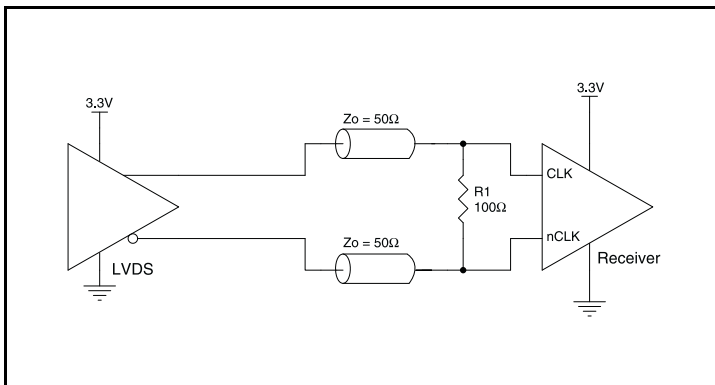 3.3V
3.3V
Zo = 50Ω
CLK
R1
100Ω
nCLK
Zo = 50Ω
Receiver
LVDS